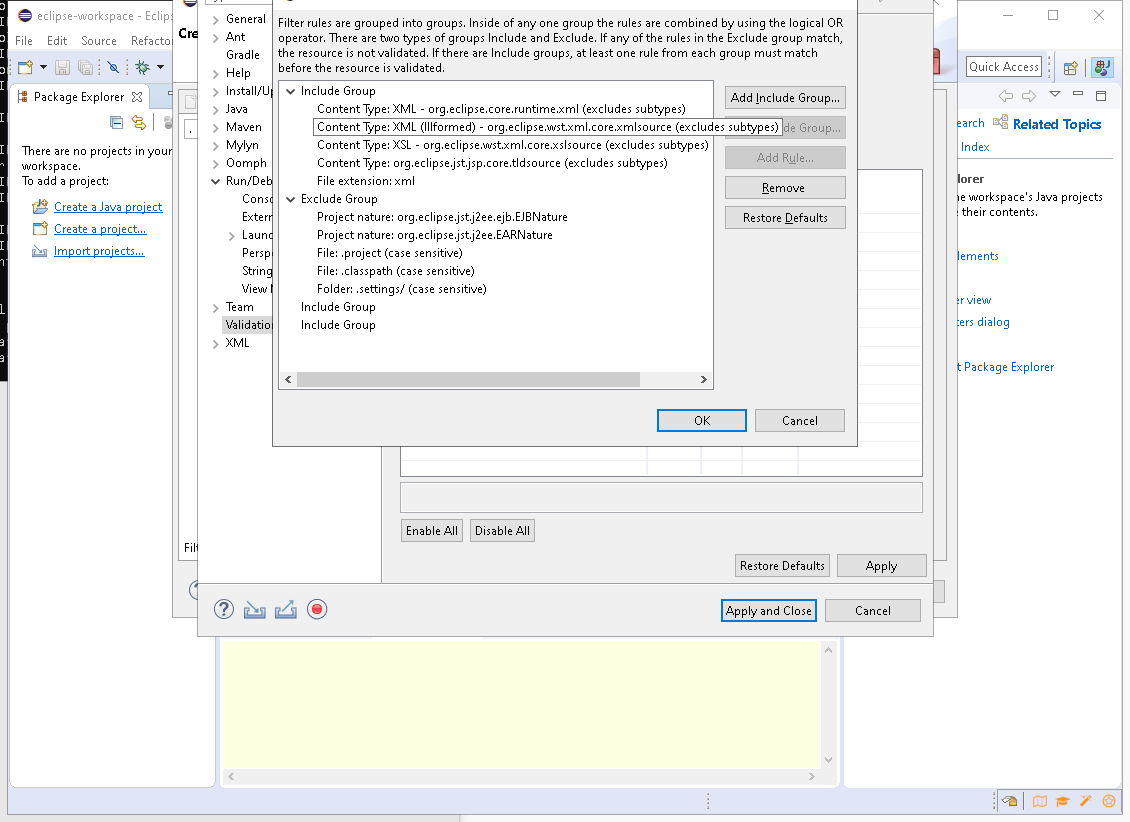 eclipse-workspace - Eclips
File Edit Source Refacto
Quick Access
Package Explorer
There are no projects in your
workspace.
To add a project:
Create a Java project
Create a project...
Import projects...
Cre
General
Ant
Gradle
Help
Install/Up
Java
Maven
Mylyn
Oomph
Run/Deb
Conso
Extern
Launc
Persp
String
View M
Team
Validatio
XML
Filter rules are grouped into groups. Inside of any one group the rules are combined by using the logical OR
operator. There are two types of groups Include and Exclude. If any of the rules in the Exclude group match,
the resource is not validated. If there are Include groups, at least one rule from each group must match
before the resource is validated.
Include Group
Content Type: XML - org.eclipse.core.runtime.xml (excludes subtypes)
Content Type: XML (Illformed) - org.eclipse.wst.xml.core.xmlsource (excludes subtypes)
Content Type: XSL - org.eclipse.wst.xml.core.xslsource (excludes subtypes)
Content Type: org.eclipse.jst.jsp.core.tldsource (excludes subtypes)
File extension: xml
Exclude Group
Project nature: org.eclipse.jst.j2ee.ejb.EJBNature
Project nature: org.eclipse.jst.j2ee.EARNature
File: .project (case sensitive)
File: .classpath (case sensitive)
Folder: .settings/ (case sensitive)
Include Group
Include Group
Add Include Group...
de Group...
Add Rule...
Remove
Restore Defaults
OK Cancel
Enable All Disable All
Restore Defaults Apply
Apply and Close Cancel
Filt
earch Related Topics
Index
lorer
he workspace's Java projects
their contents.
lements
er view
ters dialog
t Package Explorer